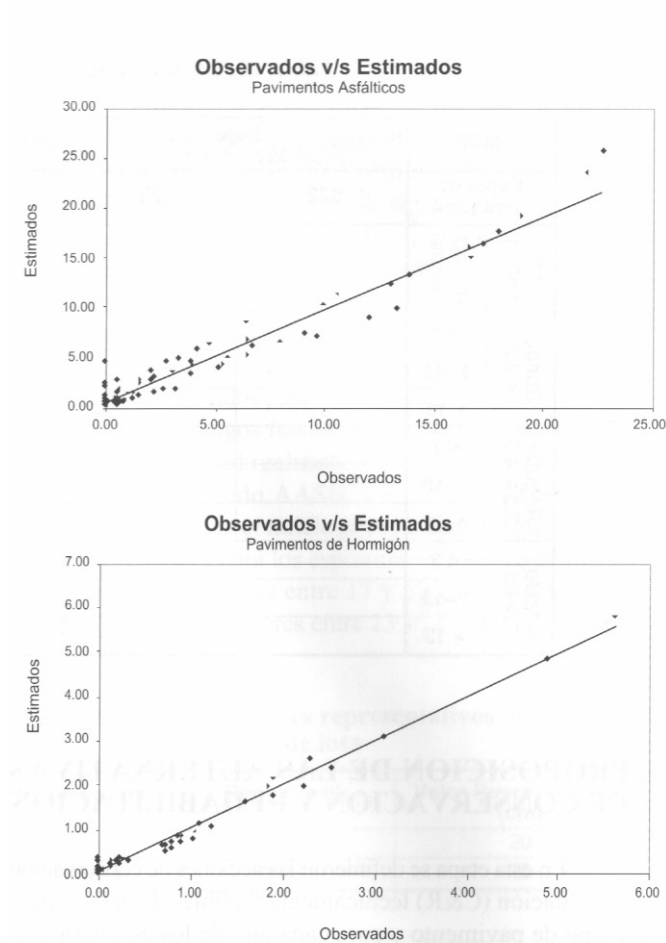 Observados v/s Estimados
Pavimentos Asfálticos
30.00
25.00
20.00
15.00
10.00
5.00
0.00
Estimados
0.00 5.00 10.00 15.00 20.00 25.00
Observados
Observados v/s Estimados
Pavimentos de Hormigón
7.00
6.00
5.00
4.00
3.00
2.00
1.00
0.00
Estimados
0.00 1.00 2.00 3.00 4.00 5.00 6.00
Observados